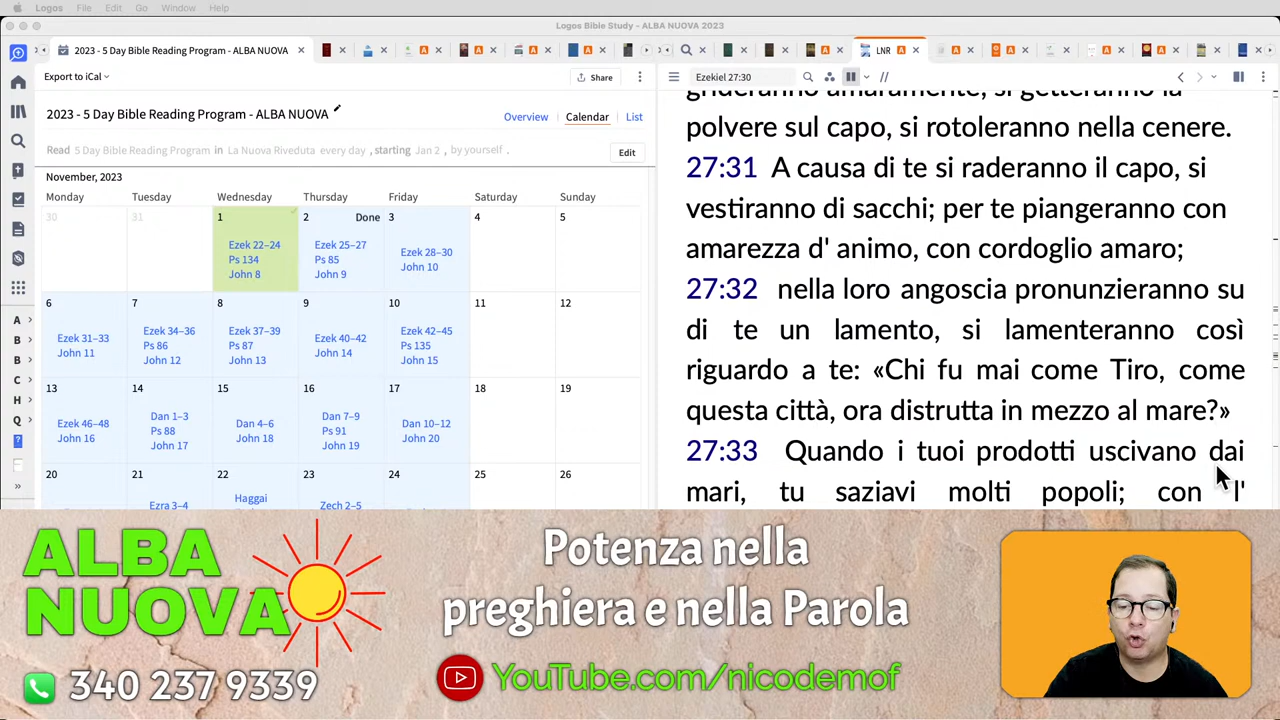 Logos File Edit Go View Window Help
Logos Bible Study - ALBA NUOVA 2023
2023 - 5 Day Bible Reading Program - ALBA NUOVA
LNR A
Export to iCal
Share
Ezekiel 27:30
2023 - 5 Day Bible Reading Program - ALBA NUOVA
Overview Calendar List
Read 5 Day Bible Reading Program in La Nuova Riveduta every day , starting Jan 2 , by yourself .
Edit
November, 2023
Monday Tuesday Wednesday Thursday Friday Saturday Sunday
30 31 1 2 Done 3 4 5
Ezek 22–24
Ps 134
John 8
Ezek 25–27
Ps 85
John 9
Ezek 28–30
John 10
6 7 8 9 10 11 12
Ezek 31–33
John 11
Ezek 34–36
Ps 86
John 12
Ezek 37–39
Ps 87
John 13
Ezek 40–42
John 14
Ezek 42–45
Ps 135
John 15
13 14 15 16 17 18 19
Ezek 46–48
John 16
Dan 1–3
Ps 88
John 17
Dan 4–6
John 18
Dan 7–9
Ps 91
John 19
Dan 10–12
John 20
20 21 22 23 24 25 26
Ezra 3–4
Haggai
Zech 2–5
A
B
B
C
H
Q
?
»
grideranno amaramente, si getteranno la
polvere sul capo, si rotoleranno nella cenere.
27:31 A causa di te si raderanno il capo, si
vestiranno di sacchi; per te piangeranno con
amarezza d' animo, con cordoglio amaro;
27:32 nella loro angoscia pronunzieranno su
di te un lamento, si lamenteranno così
riguardo a te: «Chi fu mai come Tiro, come
questa città, ora distrutta in mezzo al mare?»
27:33 Quando i tuoi prodotti uscivano dai
mari, tu saziavi molti popoli; con l'
ALBA
NUOVA
340 237 9339
Potenza nella
preghiera e nella Parola
YouTube.com/nicodemof